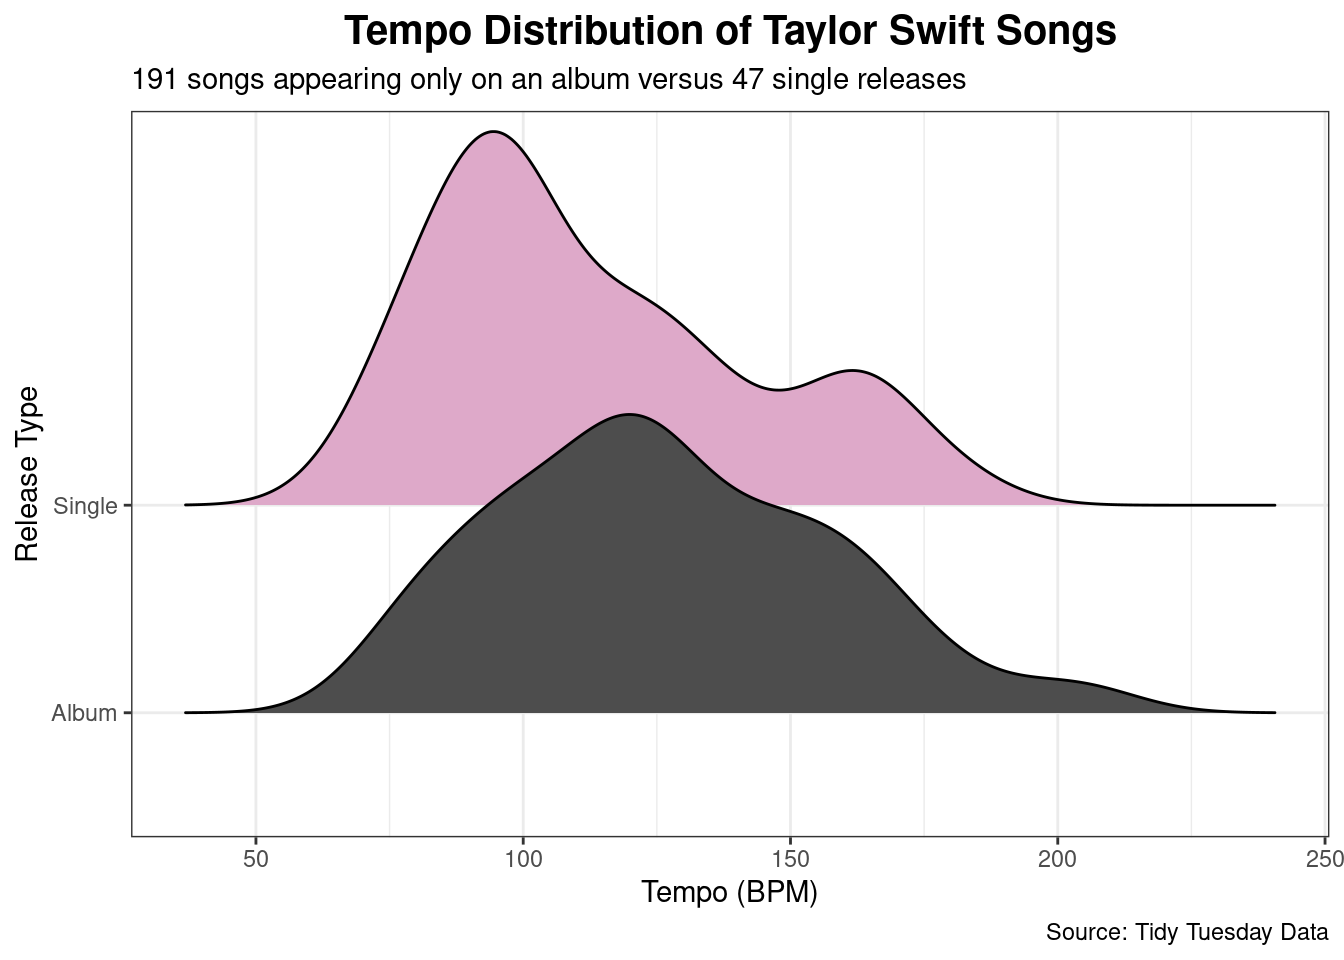 Tempo Distribution of Taylor Swift Songs
191 songs appearing only on an album versus 47 single releases
Release Type
Single
Album
50 100 150 200 250
Tempo (BPM)
Source: Tidy Tuesday Data